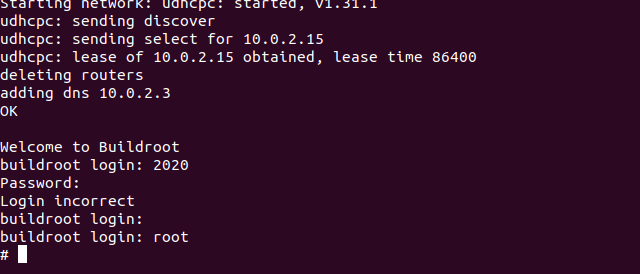 Starting network: udhcpc: started, v1.31.1
udhcpc: sending discover
udhcpc: sending select for 10.0.2.15
udhcpc: lease of 10.0.2.15 obtained, lease time 86400
deleting routers
adding dns 10.0.2.3
OK
Welcome to Buildroot
buildroot login: 2020
Password:
Login incorrect
buildroot login:
buildroot login: root
#